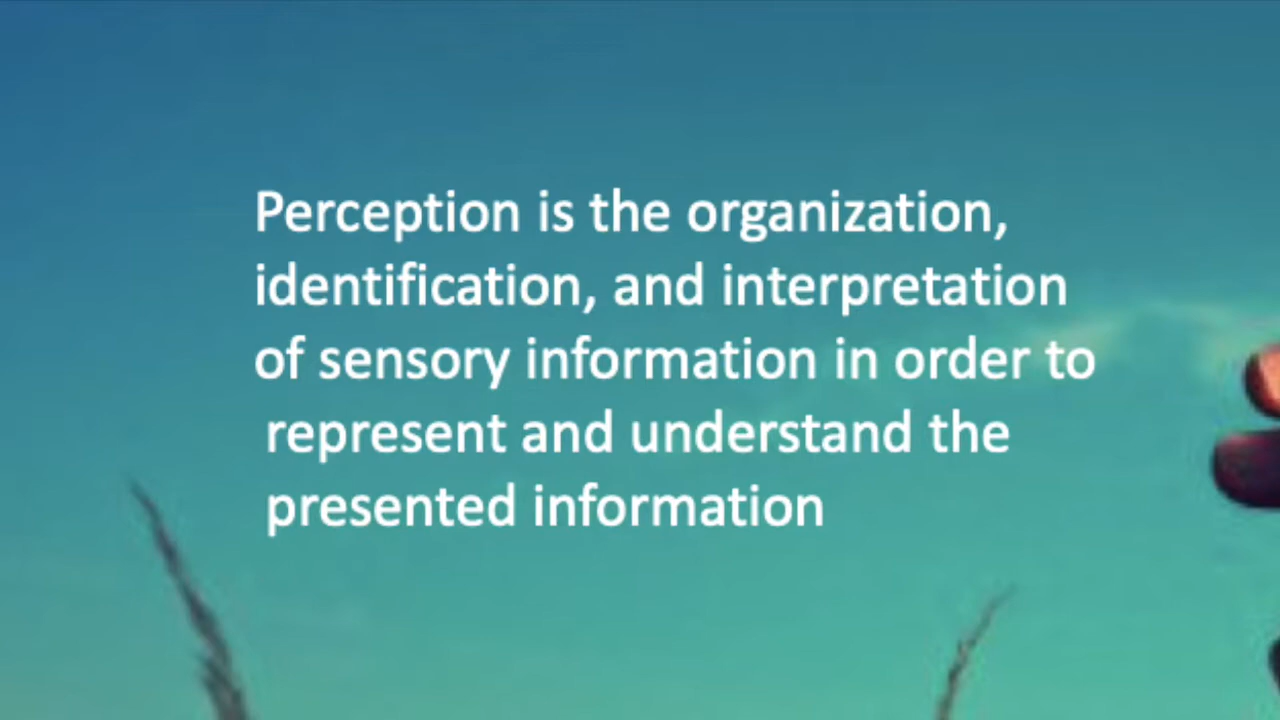 Perception is the organization,
identification, and interpretation
of sensory information in order to
represent and understand the
presented information